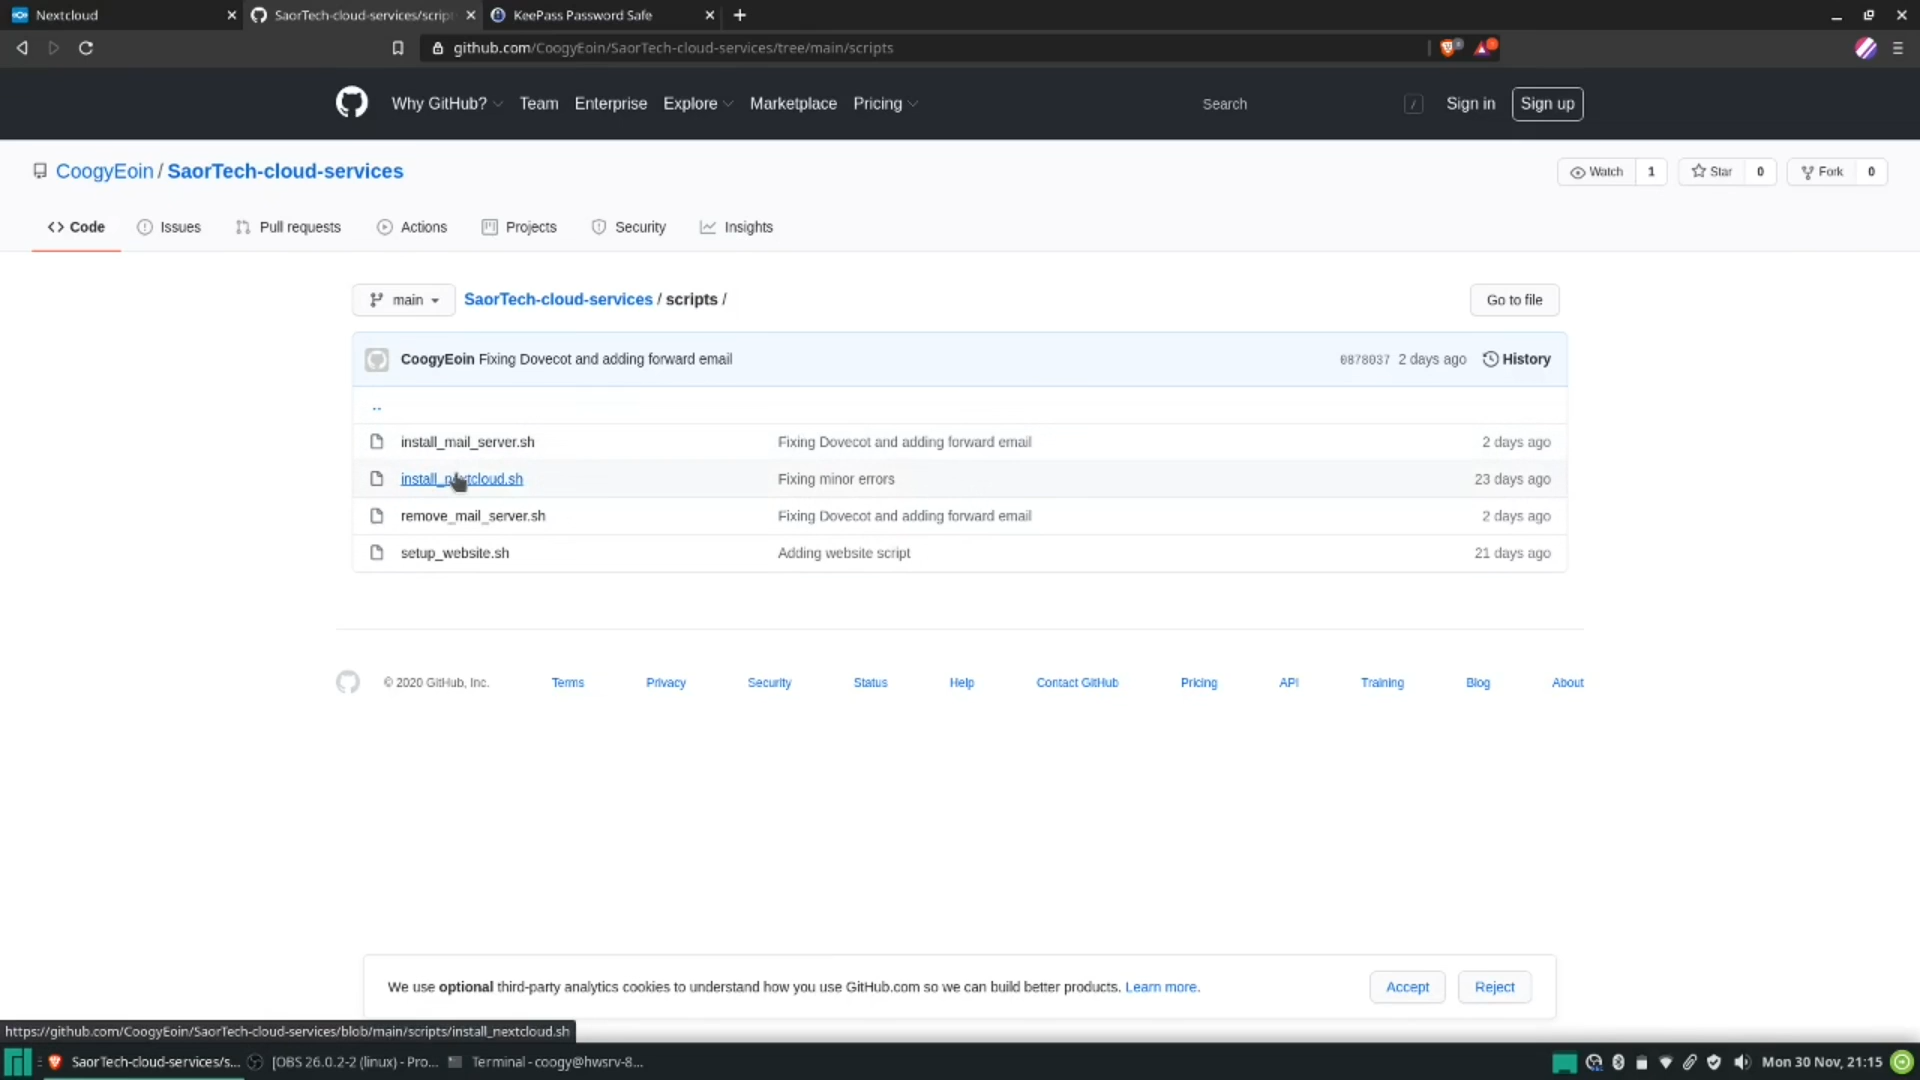 Nextcloud
SaorTech-cloud-services/script
KeePass Password Safe
github.com/CoogyEoin/SaorTech-cloud-services/tree/main/scripts
Why GitHub? Team Enterprise Explore Marketplace Pricing Search / Sign in Sign up
CoogyEoin / SaorTech-cloud-services Watch 1 Star 0 Fork 0
Code Issues Pull requests Actions Projects Security Insights
main SaorTech-cloud-services / scripts / Go to file
CoogyEoin Fixing Dovecot and adding forward email 0878037 2 days ago History
..
install_mail_server.sh Fixing Dovecot and adding forward email 2 days ago
install_nextcloud.sh Fixing minor errors 23 days ago
remove_mail_server.sh Fixing Dovecot and adding forward email 2 days ago
setup_website.sh Adding website script 21 days ago
© 2020 GitHub, Inc. Terms Privacy Security Status Help Contact GitHub Pricing API Training Blog About
We use optional third-party analytics cookies to understand how you use GitHub.com so we can build better products. Learn more. Accept Reject
https://github.com/CoogyEoin/SaorTech-cloud-services/blob/main/scripts/install_nextcloud.sh
SaorTech-cloud-services/s... [OBS 26.0.2-2 (linux) - Pro... Terminal - coogy@hwsrv-8... Mon 30 Nov, 21:15